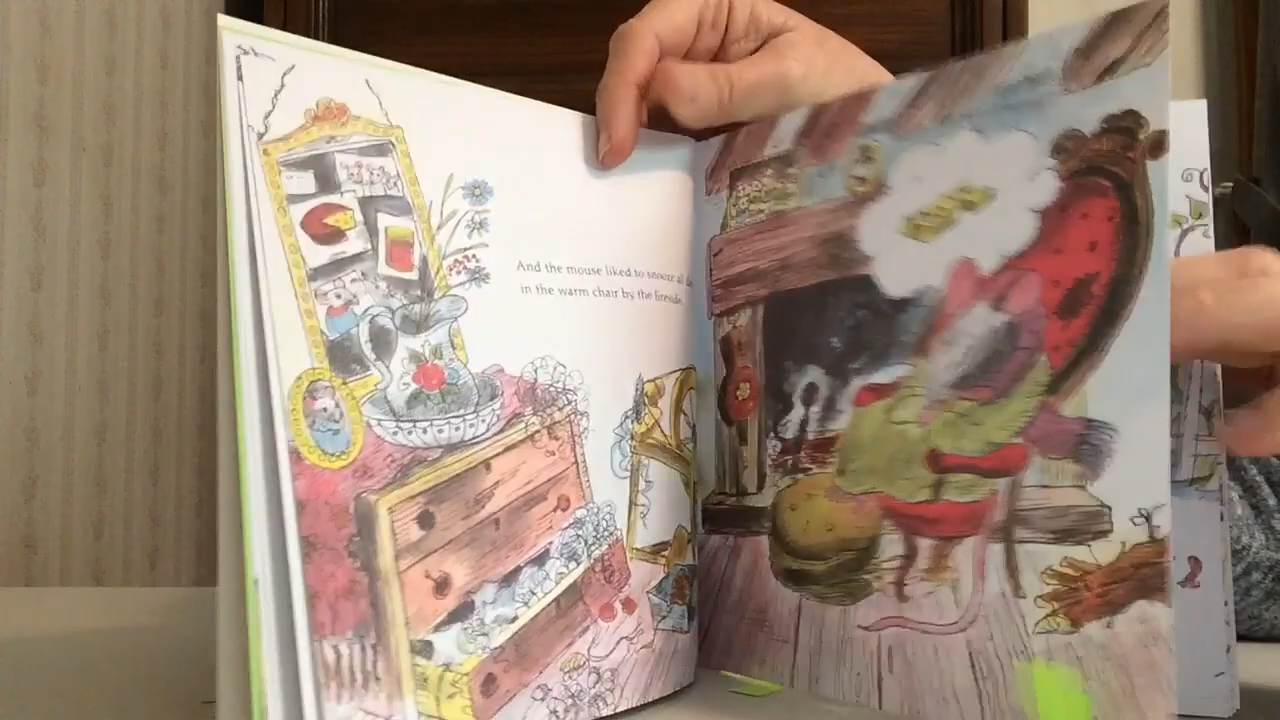 And the mouse liked to snooze all
in the warm chair by the fireside.